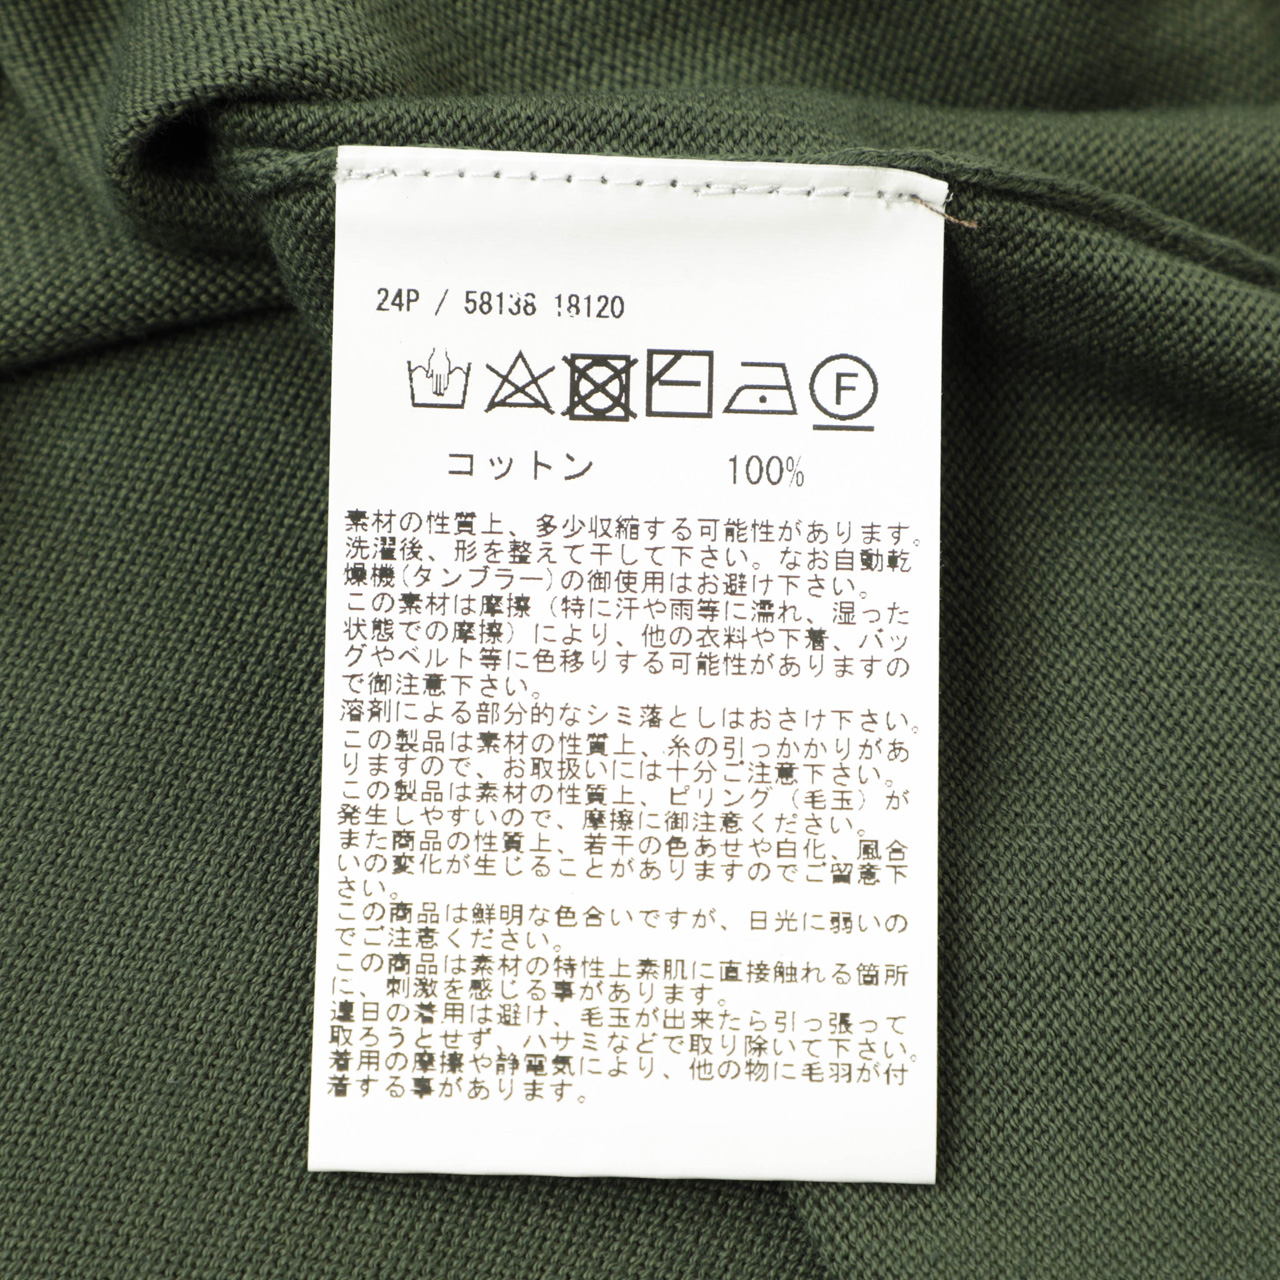 24P / 58138 18120
F
コットン 100%
素材の性質上、多少収縮する可能性があります。
洗濯後、形を整えて干して下さい。なお自動乾
燥機(タンブラー)の御使用はお避け下さい。
この素材は摩擦（特に汗や雨等に濡れ、湿った
状態での摩擦）により、他の衣料や下着、バッ
グやベルト等に色移りする可能性がありますの
で御注意下さい。
溶剤による部分的なシミ落としはおさけ下さい。
この製品は素材の性質上、糸の引っかかりがあ
りますので、お取扱いには十分ご注意下さい。
この製品は素材の性質上、ピリング（毛玉）が
発生しやすいので、摩擦に御注意ください。
また商品の性質上、若干の色あせや白化、風合
いの変化が生じることがありますのでご留意下
さい。
この商品は鮮明な色合いですが、日光に弱いの
でご注意ください。
この商品は素材の特性上素肌に直接触れる箇所
に、刺激を感じる事があります。
連日の着用は避け、毛玉が出来たら引っ張って
取ろうとせず、ハサミなどで取り除いて下さい。
着用の摩擦や静電気により、他の物に毛羽が付
着する事があります。